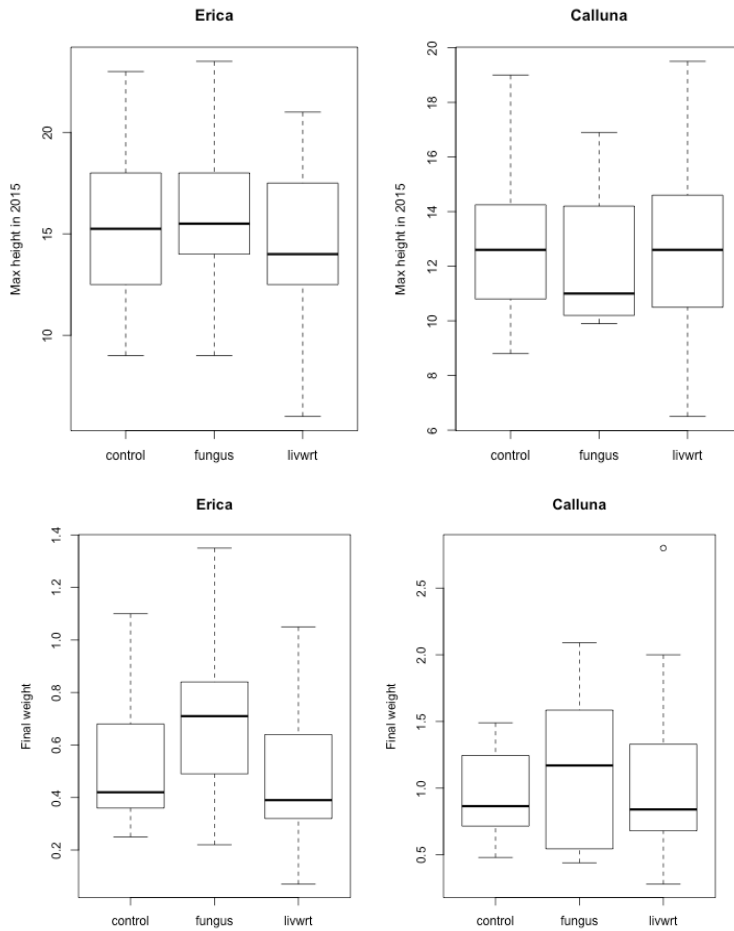 Erica
Calluna
Max height in 2015
20
15
10
control fungus livwrt
Max height in 2015
20
18
16
14
12
10
8
6
control fungus livwrt
Erica
Calluna
Final weight
1.4
1.2
1.0
0.8
0.6
0.4
0.2
control fungus livwrt
Final weight
2.5
2.0
1.5
1.0
0.5
control fungus livwrt